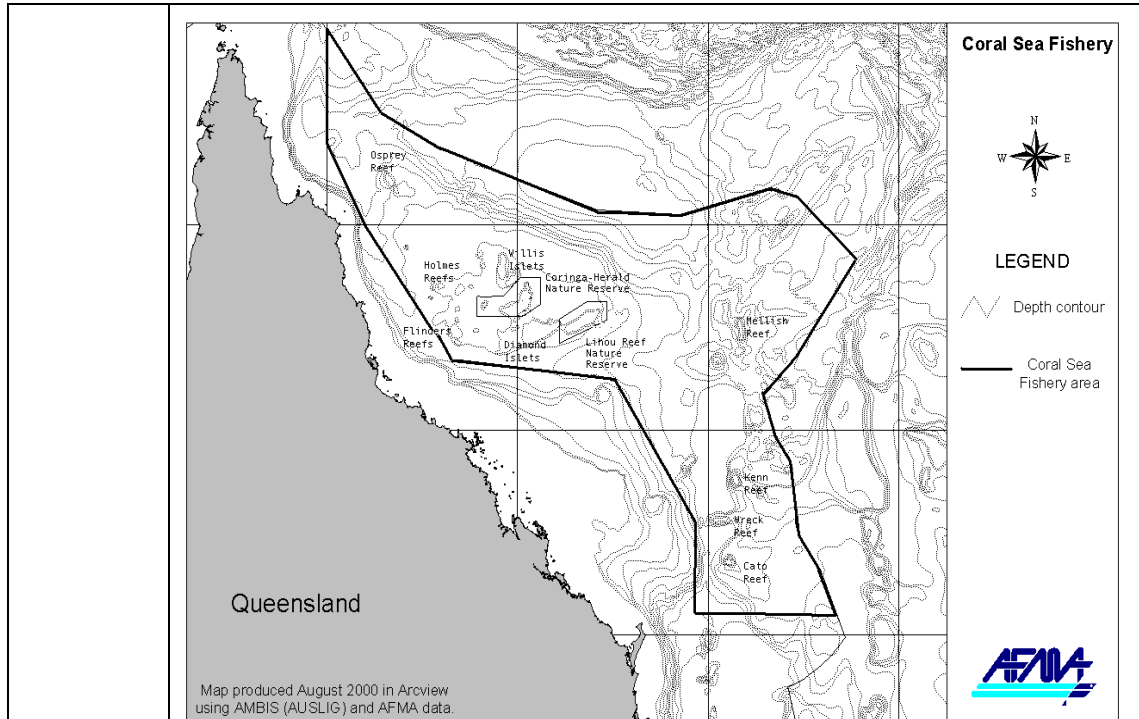 Coral Sea Fishery
N
W E
S
LEGEND
Depth contour
Coral Sea
Fishery area
AFMA
Osprey
Reef
Holmes
Reefs
Willis
Islets
Coringa-Herald
Nature Reserve
Flinders
Reefs
Diamond
Islets
Lihou Reef
Nature
Reserve
Mellish
Reef
Kenn
Reef
Wreck
Reef
Cato
Reef
Queensland
Map produced August 2000 in Arcview
using AMBIS (AUSLIG) and AFMA data.